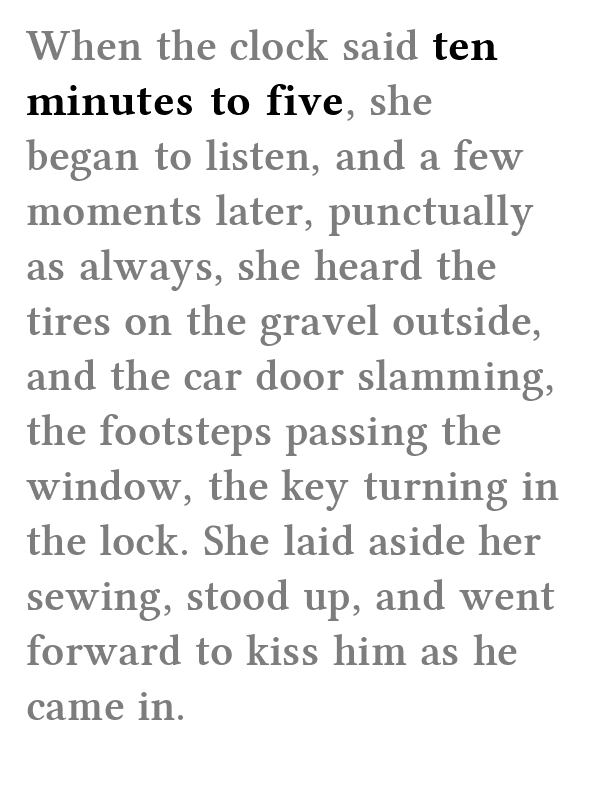 When the clock said ten
minutes to five, she
began to listen, and a few
moments later, punctually
as always, she heard the
tires on the gravel outside,
and the car door slamming,
the footsteps passing the
window, the key turning in
the lock. She laid aside her
sewing, stood up, and went
forward to kiss him as he
came in.